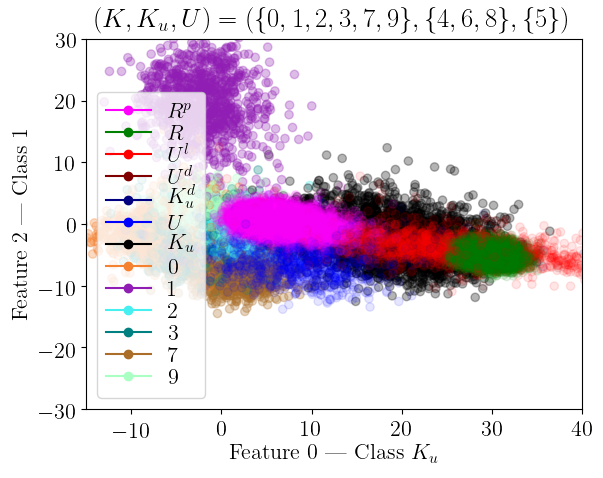 (K, K_u, U) = ({0, 1, 2, 3, 7, 9}, {4, 6, 8}, {5})
30
20
10
0
−10
−20
−30
Feature 2 — Class 1
R^p
R
U^l
U^d
K_u^d
U
K_u
0
1
2
3
7
9
−10 0 10 20 30 40
Feature 0 — Class K_u